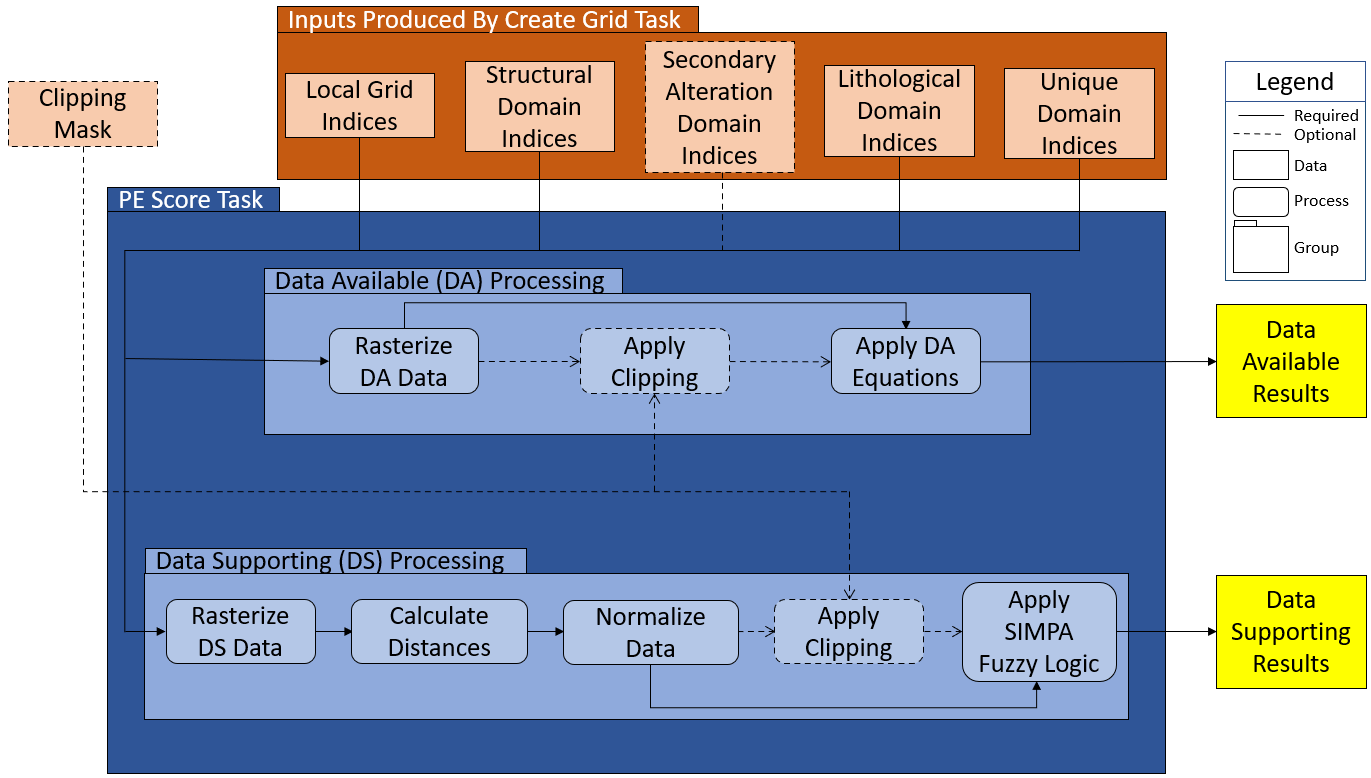 Inputs Produced By Create Grid Task
Clipping
Mask
Local Grid
Indices
Structural
Domain
Indices
Secondary
Alteration
Domain
Indices
Lithological
Domain
Indices
Unique
Domain
Indices
Legend
Required
Optional
Data
Process
Group
PE Score Task
Data Available (DA) Processing
Rasterize
DA Data
Apply
Clipping
Apply DA
Equations
Data
Available
Results
Data Supporting (DS) Processing
Rasterize
DS Data
Calculate
Distances
Normalize
Data
Apply
Clipping
Apply
SIMPA
Fuzzy Logic
Data
Supporting
Results